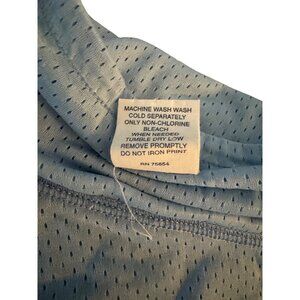 MACHINE WASH WASH
COLD SEPARATELY
ONLY NON-CHLORINE
BLEACH
WHEN NEEDED
TUMBLE DRY LOW
REMOVE PROMPTLY
DO NOT IRON PRINT
RN 75654